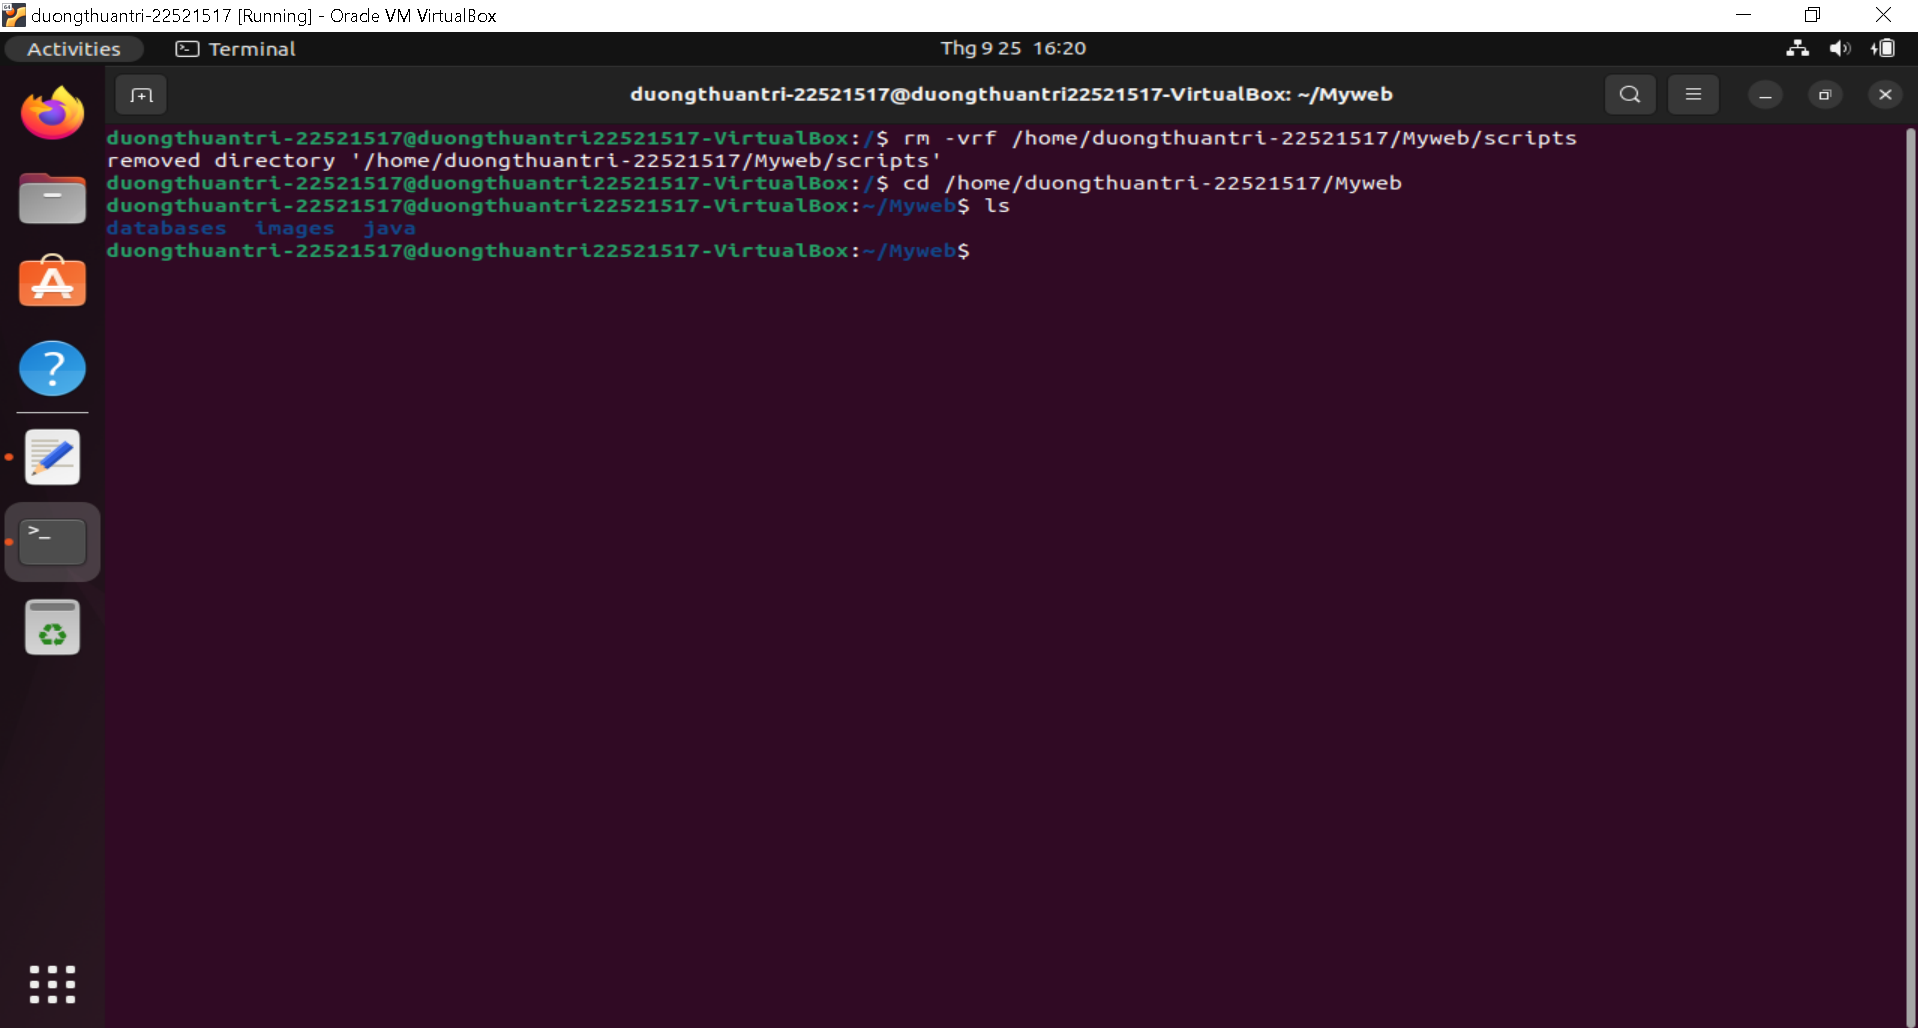 duongthuantri-22521517 [Running] - Oracle VM VirtualBox
Activities Terminal Thg 9 25 16:20
duongthuantri-22521517@duongthuantri22521517-VirtualBox: ~/Myweb
duongthuantri-22521517@duongthuantri22521517-VirtualBox:/$ rm -vrf /home/duongthuantri-22521517/Myweb/scripts
removed directory '/home/duongthuantri-22521517/Myweb/scripts'
duongthuantri-22521517@duongthuantri22521517-VirtualBox:/$ cd /home/duongthuantri-22521517/Myweb
duongthuantri-22521517@duongthuantri22521517-VirtualBox:~/Myweb$ ls
databases images java
duongthuantri-22521517@duongthuantri22521517-VirtualBox:~/Myweb$